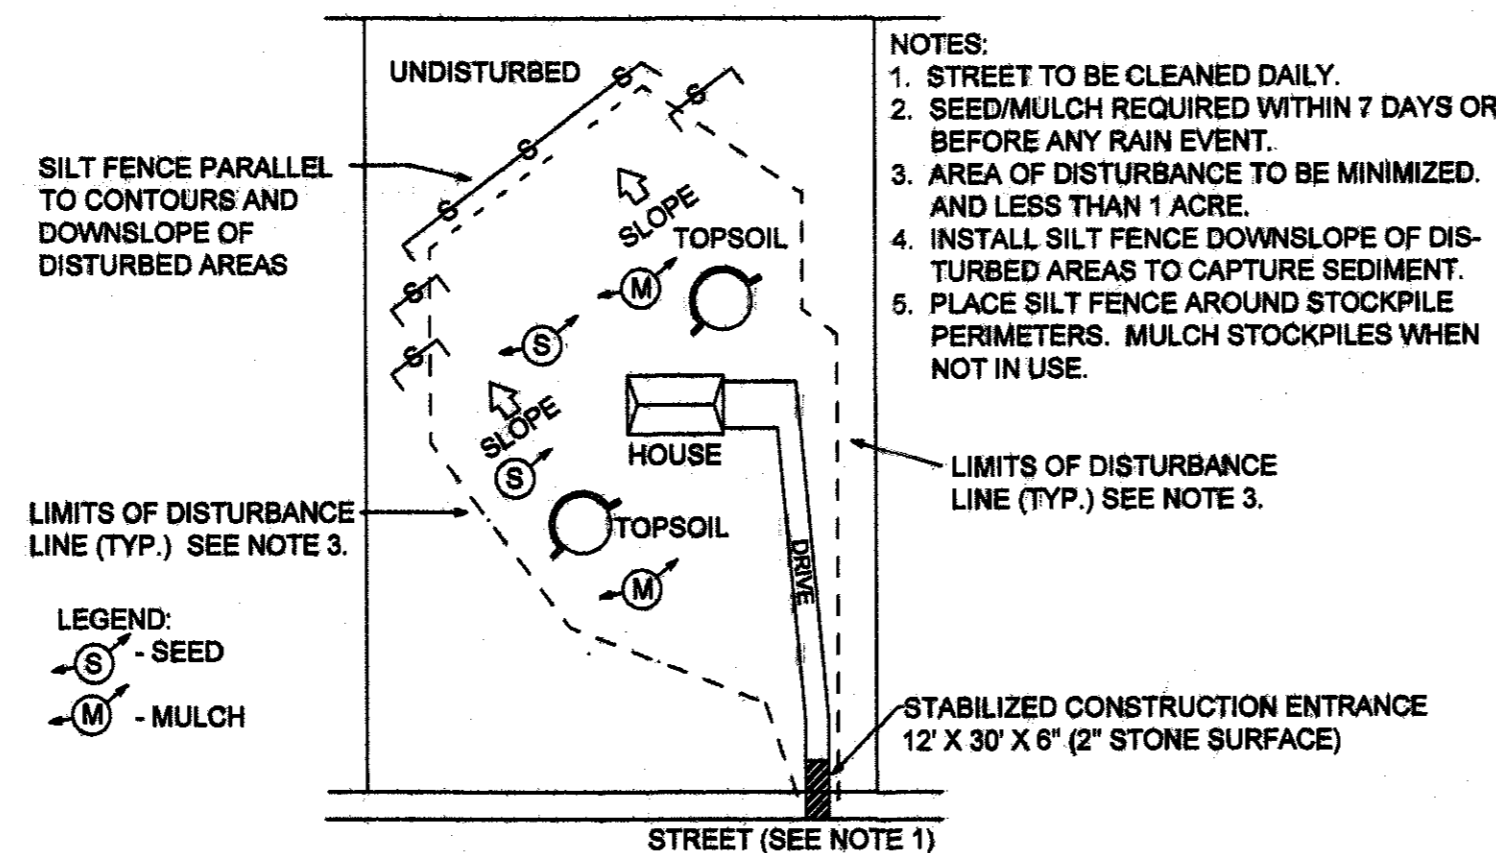 UNDISTURBED
S
S
S
S
S
S
SILT FENCE PARALLEL
TO CONTOURS AND
DOWNSLOPE OF
DISTURBED AREAS
SLOPE
TOPSOIL
M
S
SLOPE
S
HOUSE
TOPSOIL
M
DRIVE
LIMITS OF DISTURBANCE
LINE (TYP.) SEE NOTE 3.
LEGEND:
S - SEED
M - MULCH
NOTES:
1. STREET TO BE CLEANED DAILY.
2. SEED/MULCH REQUIRED WITHIN 7 DAYS OR
BEFORE ANY RAIN EVENT.
3. AREA OF DISTURBANCE TO BE MINIMIZED.
AND LESS THAN 1 ACRE.
4. INSTALL SILT FENCE DOWNSLOPE OF DIS-
TURBED AREAS TO CAPTURE SEDIMENT.
5. PLACE SILT FENCE AROUND STOCKPILE
PERIMETERS. MULCH STOCKPILES WHEN
NOT IN USE.
LIMITS OF DISTURBANCE
LINE (TYP.) SEE NOTE 3.
STABILIZED CONSTRUCTION ENTRANCE
12' X 30' X 6" (2" STONE SURFACE)
STREET (SEE NOTE 1)